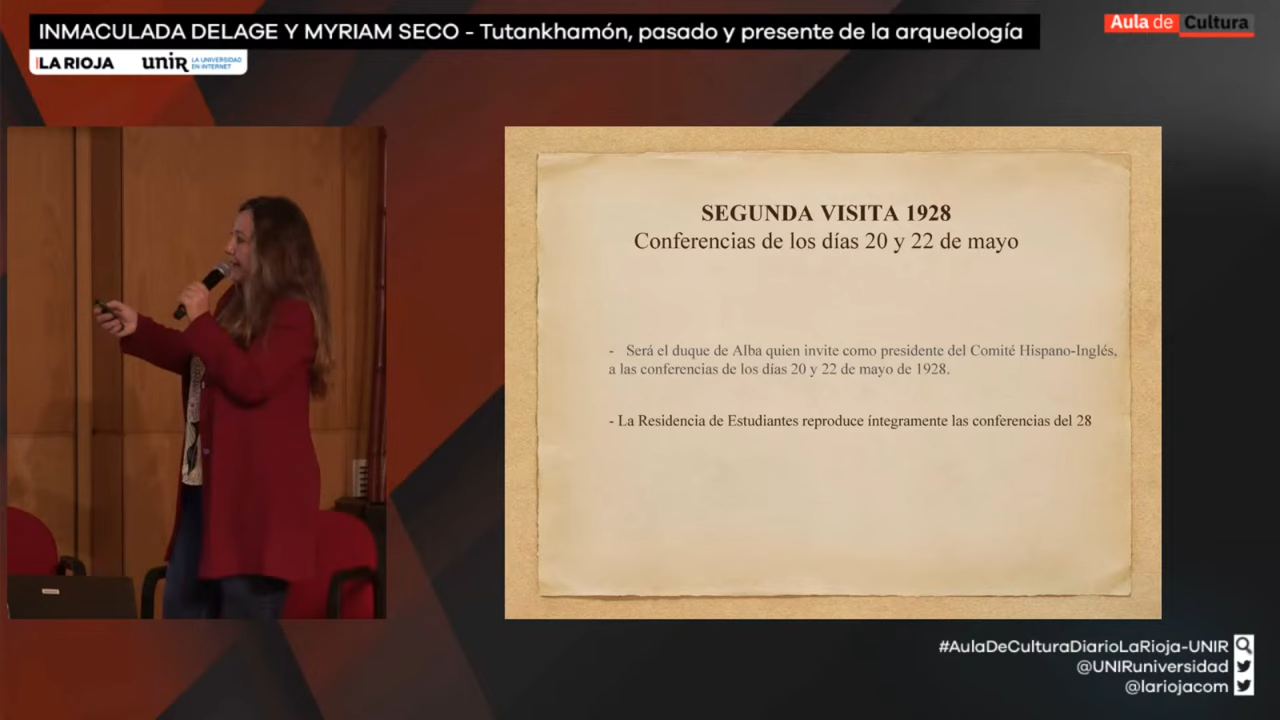 INMACULADA DELAGE Y MYRIAM SECO - Tutankhamón, pasado y presente de la arqueología
Aula de Cultura
LA RIOJA unir LA UNIVERSIDAD
EN INTERNET
SEGUNDA VISITA 1928
Conferencias de los días 20 y 22 de mayo
- Será el duque de Alba quien invite como presidente del Comité Hispano-Inglés,
a las conferencias de los días 20 y 22 de mayo de 1928.
- La Residencia de Estudiantes reproduce íntegramente las conferencias del 28
#AulaDeCulturaDiarioLaRioja-UNIR
@UNIRuniversidad
@lariojacom